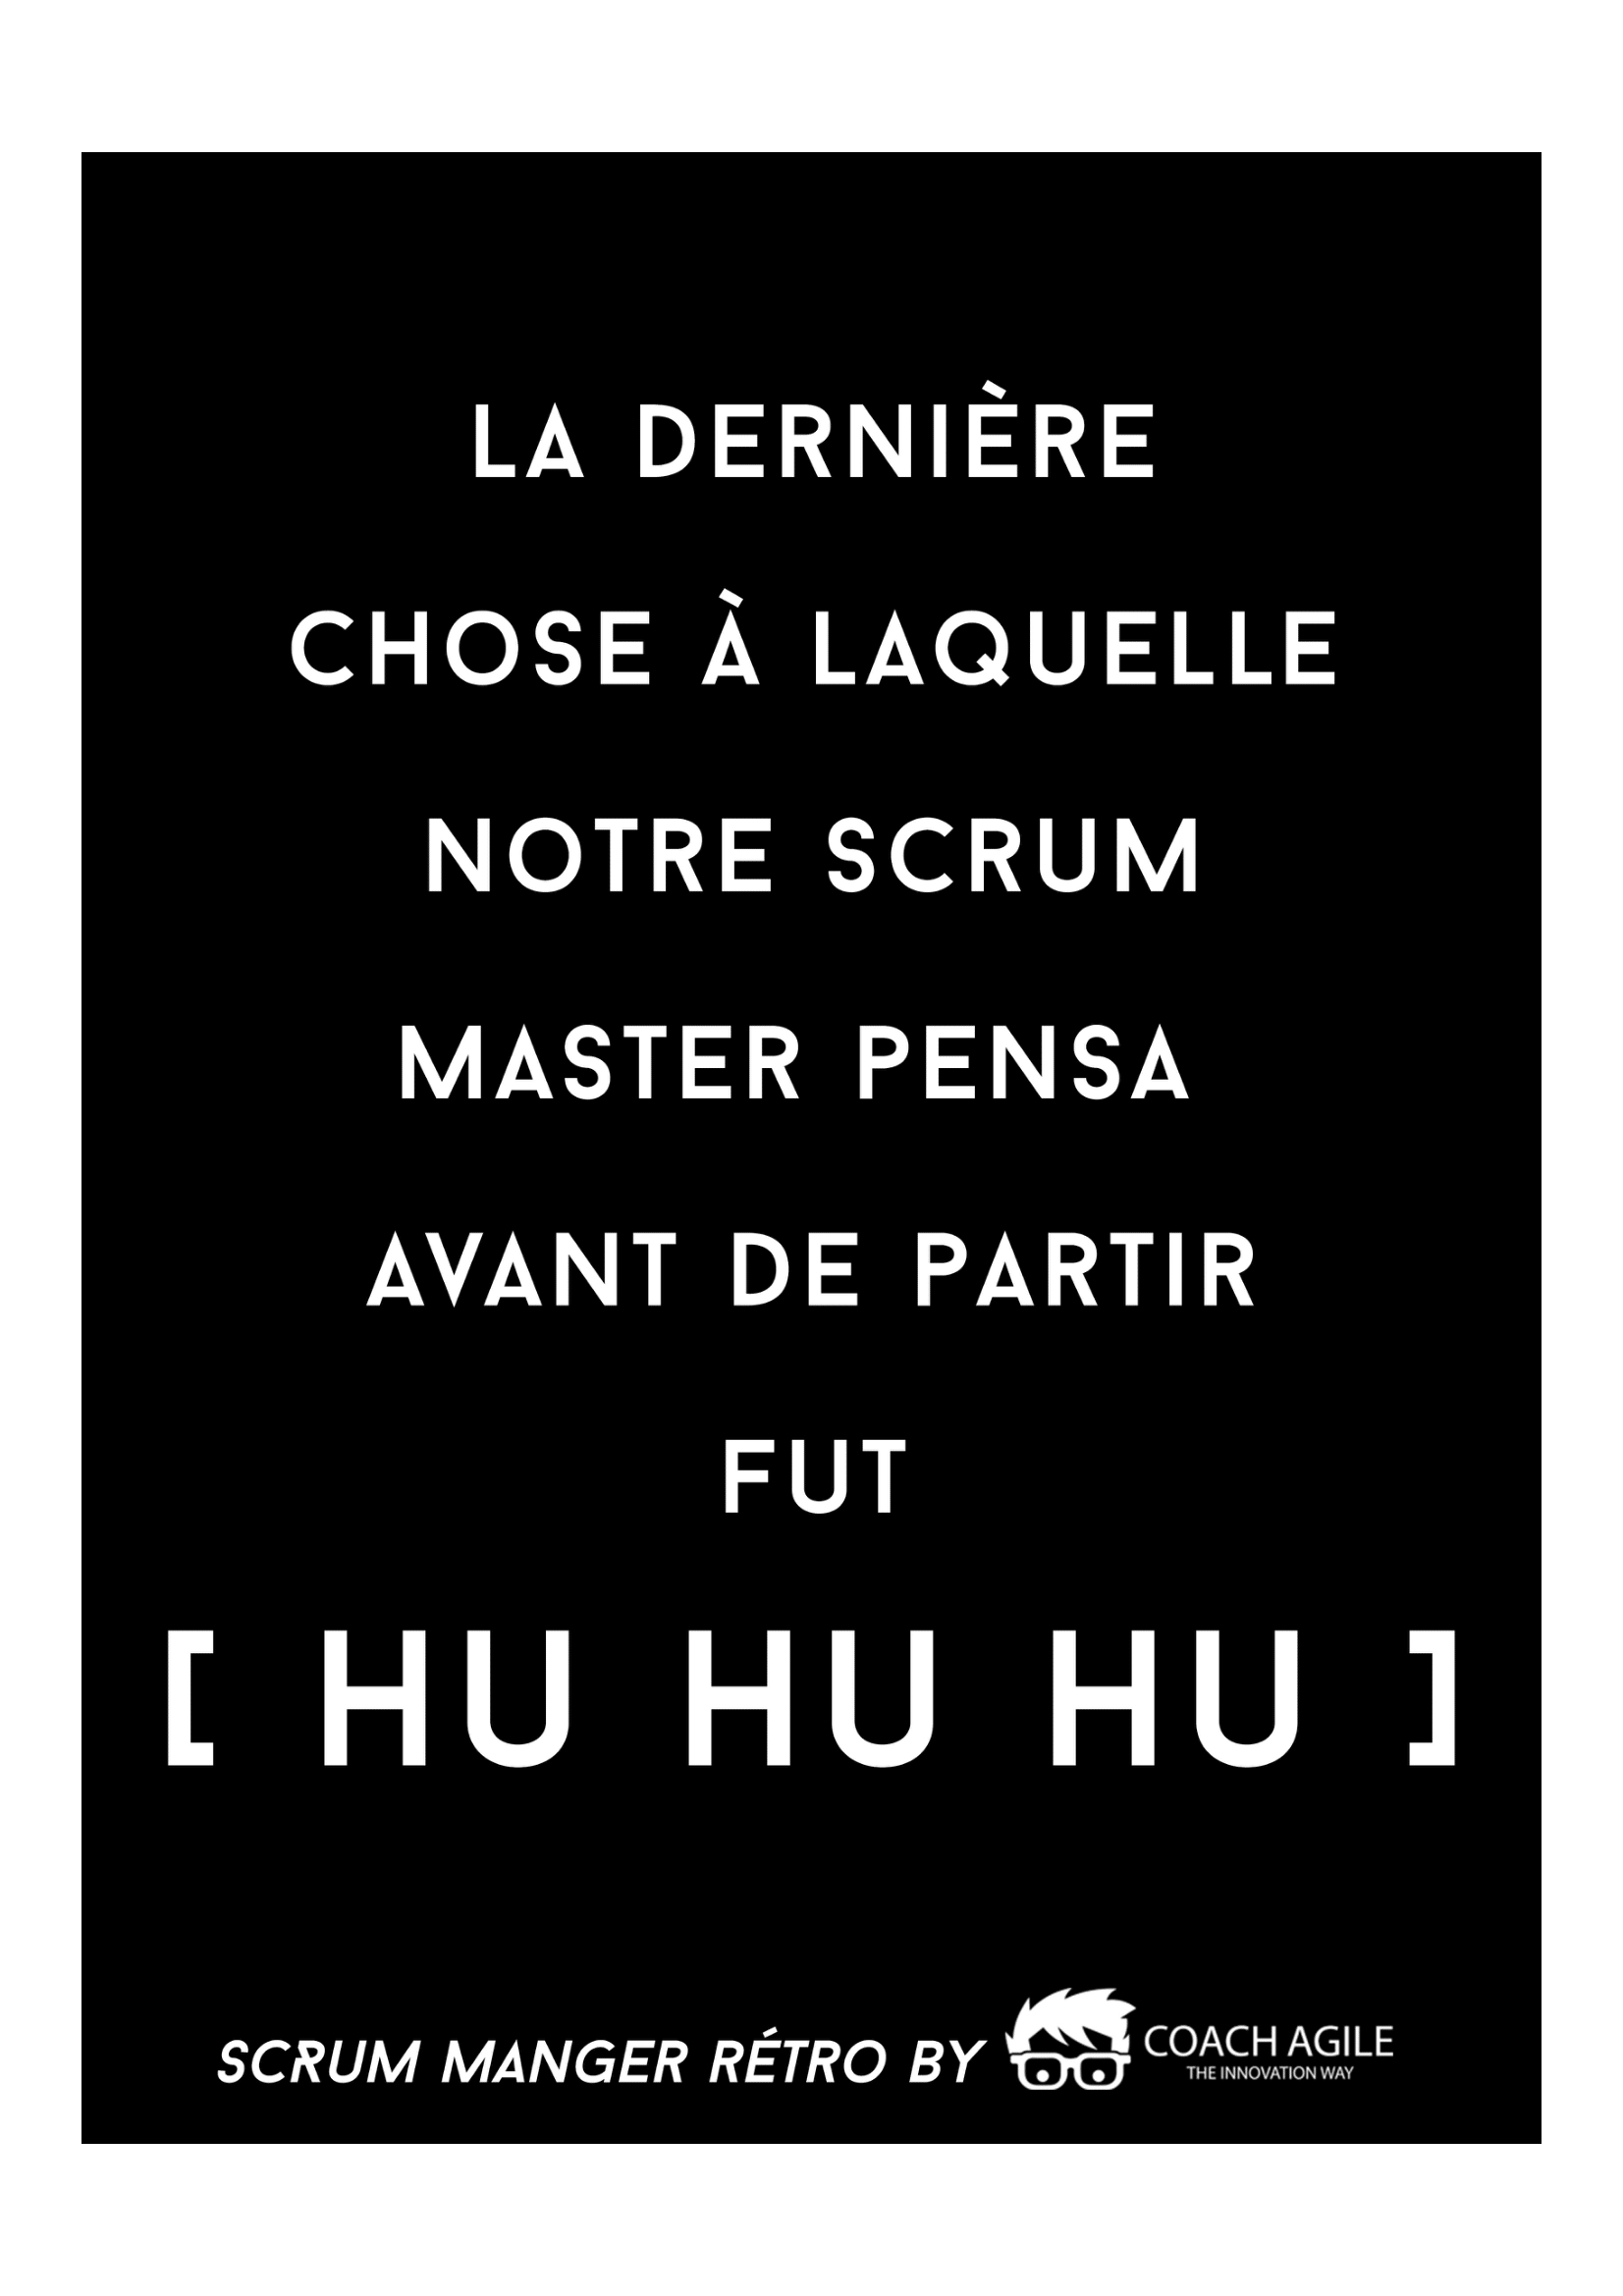 LA DERNIÈRE
CHOSE À LAQUELLE
NOTRE SCRUM
MASTER PENSA
AVANT DE PARTIR
FUT
[ HU HU HU ]
SCRUM MANGER RÉTRO BY COACH AGILE
THE INNOVATION WAY